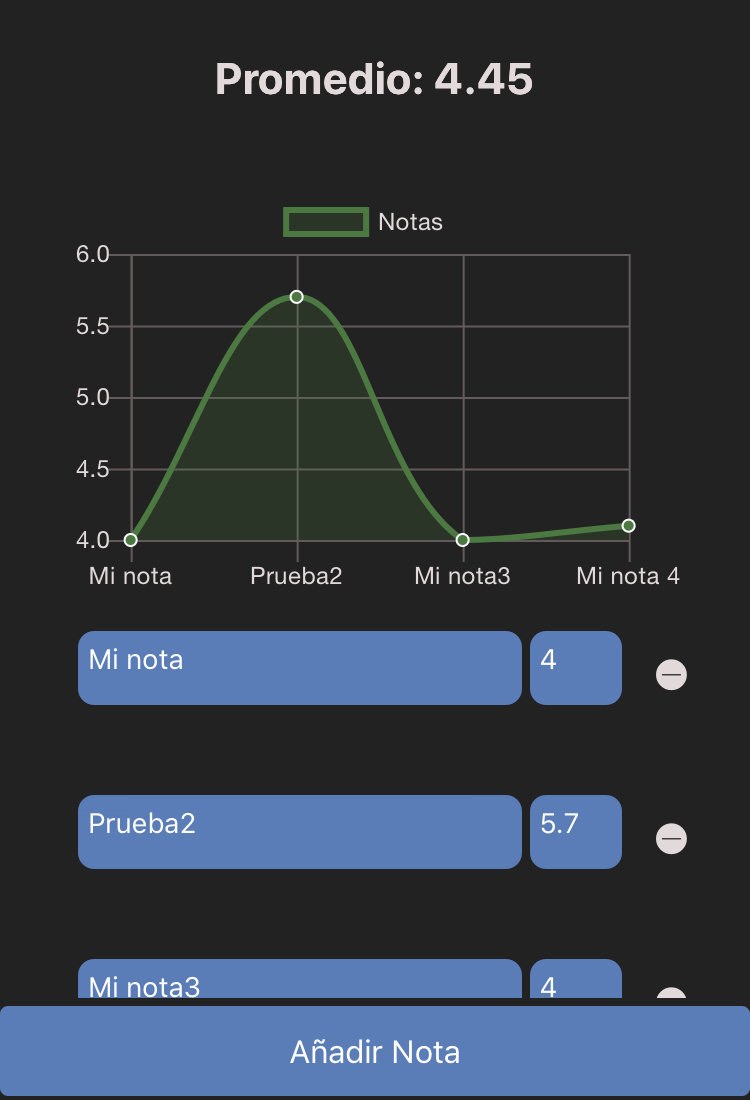 Promedio: 4.45
Notas
6.0
5.5
5.0
4.5
4.0
Mi nota Prueba2 Mi nota3 Mi nota 4
Mi nota 4
Prueba2 5.7
Mi nota3 4
Añadir Nota